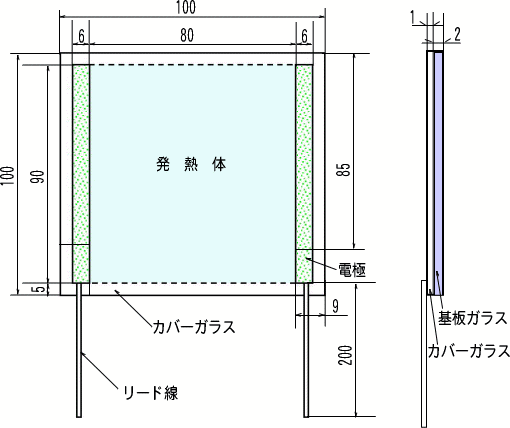 100
6
80
6
1
2
100
90
発 熱 体
85
電極
5
9
基板ガラス
カバーガラス
カバーガラス
200
リード線